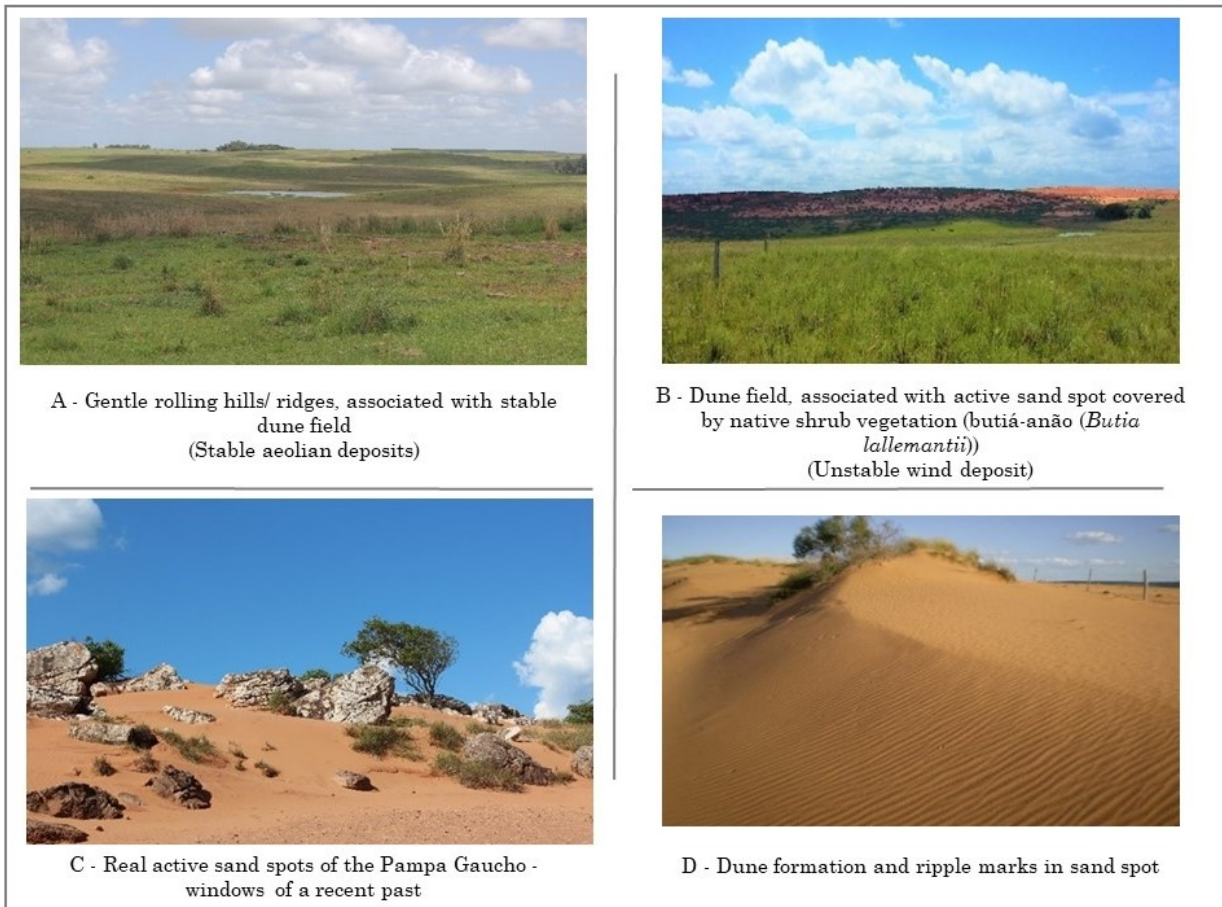 A - Gentle rolling hills/ ridges, associated with stable
dune field
(Stable aeolian deposits)
B - Dune field, associated with active sand spot covered
by native shrub vegetation (butiá-anão (Butia
lallemantii))
(Unstable wind deposit)
C - Real active sand spots of the Pampa Gaucho -
windows of a recent past
D - Dune formation and ripple marks in sand spot